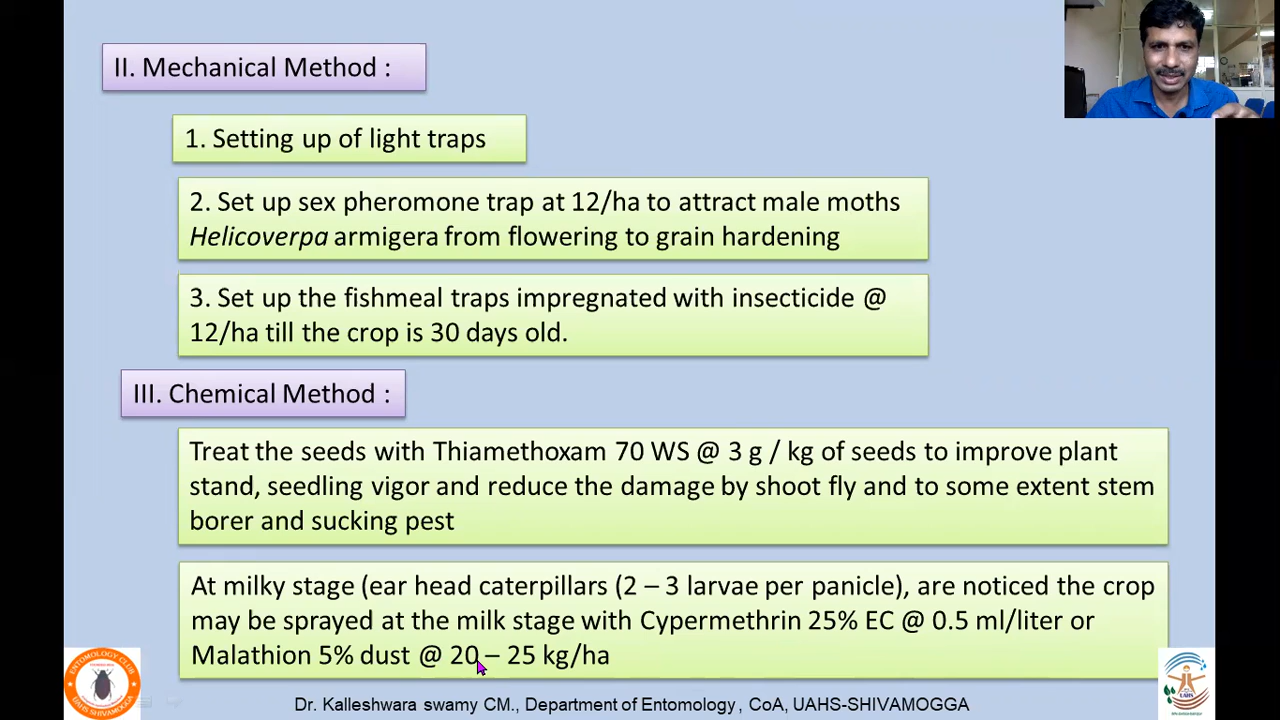 II. Mechanical Method :
1. Setting up of light traps
2. Set up sex pheromone trap at 12/ha to attract male moths
Helicoverpa armigera from flowering to grain hardening
3. Set up the fishmeal traps impregnated with insecticide @
12/ha till the crop is 30 days old.
III. Chemical Method :
Treat the seeds with Thiamethoxam 70 WS @ 3 g / kg of seeds to improve plant
stand, seedling vigor and reduce the damage by shoot fly and to some extent stem
borer and sucking pest
At milky stage (ear head caterpillars (2 – 3 larvae per panicle), are noticed the crop
may be sprayed at the milk stage with Cypermethrin 25% EC @ 0.5 ml/liter or
Malathion 5% dust @ 20 – 25 kg/ha
ENTOMOLOGY CLUB
UAHS SHIVAMOGGA
UAHS
Dr. Kalleshwara swamy CM., Department of Entomology , CoA, UAHS-SHIVAMOGGA